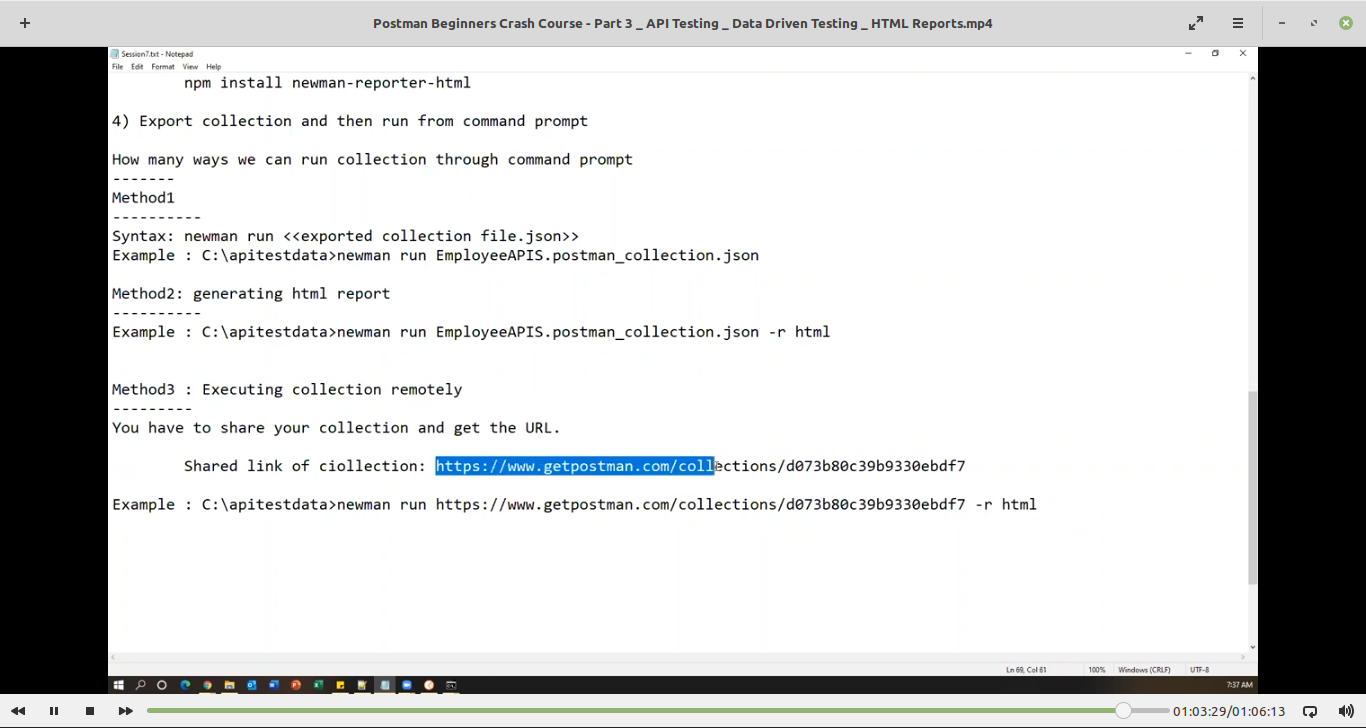 Postman Beginners Crash Course - Part 3 _ API Testing _ Data Driven Testing _ HTML Reports.mp4
Session7.txt - Notepad
File Edit Format View Help
npm install newman-reporter-html
4) Export collection and then run from command prompt
How many ways we can run collection through command prompt
-------
Method1
----------
Syntax: newman run <<exported collection file.json>>
Example : C:\apitestdata>newman run EmployeeAPIS.postman_collection.json
Method2: generating html report
----------
Example : C:\apitestdata>newman run EmployeeAPIS.postman_collection.json -r html
Method3 : Executing collection remotely
---------
You have to share your collection and get the URL.
Shared link of ciollection: https://www.getpostman.com/collections/d073b80c39b9330ebdf7
Example : C:\apitestdata>newman run https://www.getpostman.com/collections/d073b80c39b9330ebdf7 -r html
Ln 69, Col 61 100% Windows (CRLF) UTF-8
7:37 AM
01:03:29/01:06:13